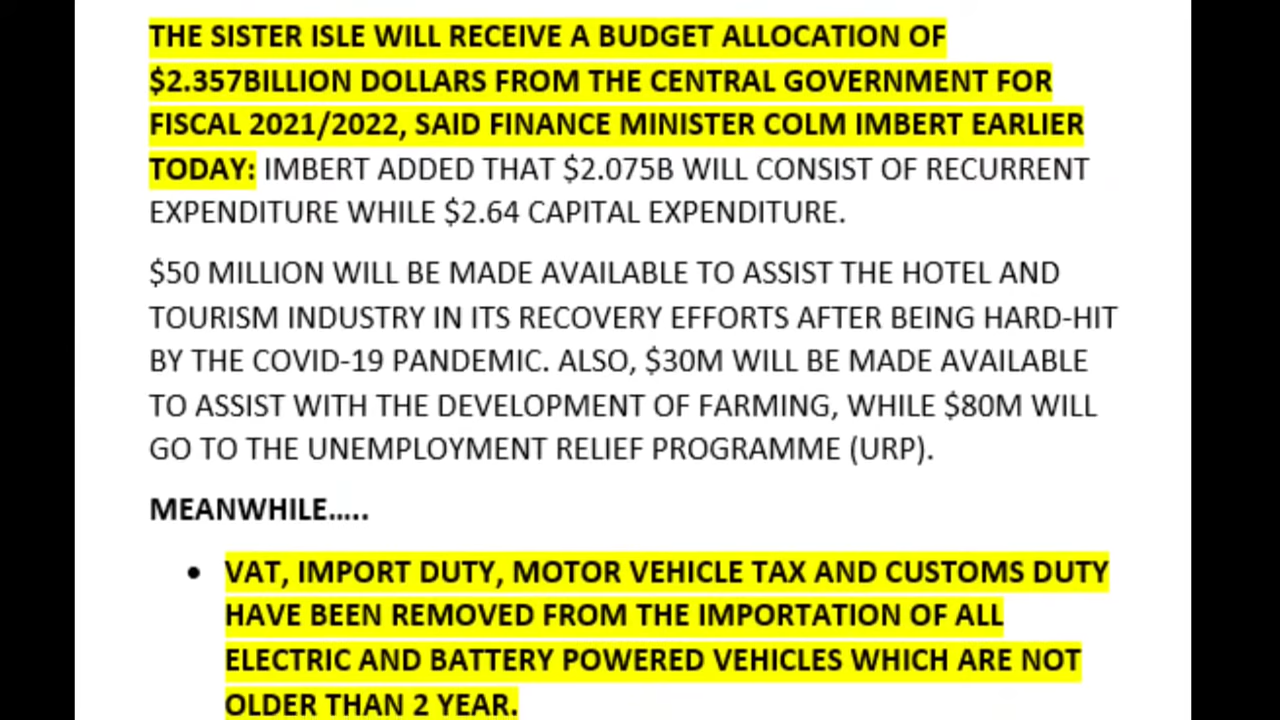 THE SISTER ISLE WILL RECEIVE A BUDGET ALLOCATION OF
$2.357BILLION DOLLARS FROM THE CENTRAL GOVERNMENT FOR
FISCAL 2021/2022, SAID FINANCE MINISTER COLM IMBERT EARLIER
TODAY: IMBERT ADDED THAT $2.075B WILL CONSIST OF RECURRENT
EXPENDITURE WHILE $2.64 CAPITAL EXPENDITURE.
$50 MILLION WILL BE MADE AVAILABLE TO ASSIST THE HOTEL AND
TOURISM INDUSTRY IN ITS RECOVERY EFFORTS AFTER BEING HARD-HIT
BY THE COVID-19 PANDEMIC. ALSO, $30M WILL BE MADE AVAILABLE
TO ASSIST WITH THE DEVELOPMENT OF FARMING, WHILE $80M WILL
GO TO THE UNEMPLOYMENT RELIEF PROGRAMME (URP).
MEANWHILE.....
• VAT, IMPORT DUTY, MOTOR VEHICLE TAX AND CUSTOMS DUTY
HAVE BEEN REMOVED FROM THE IMPORTATION OF ALL
ELECTRIC AND BATTERY POWERED VEHICLES WHICH ARE NOT
OLDER THAN 2 YEAR.